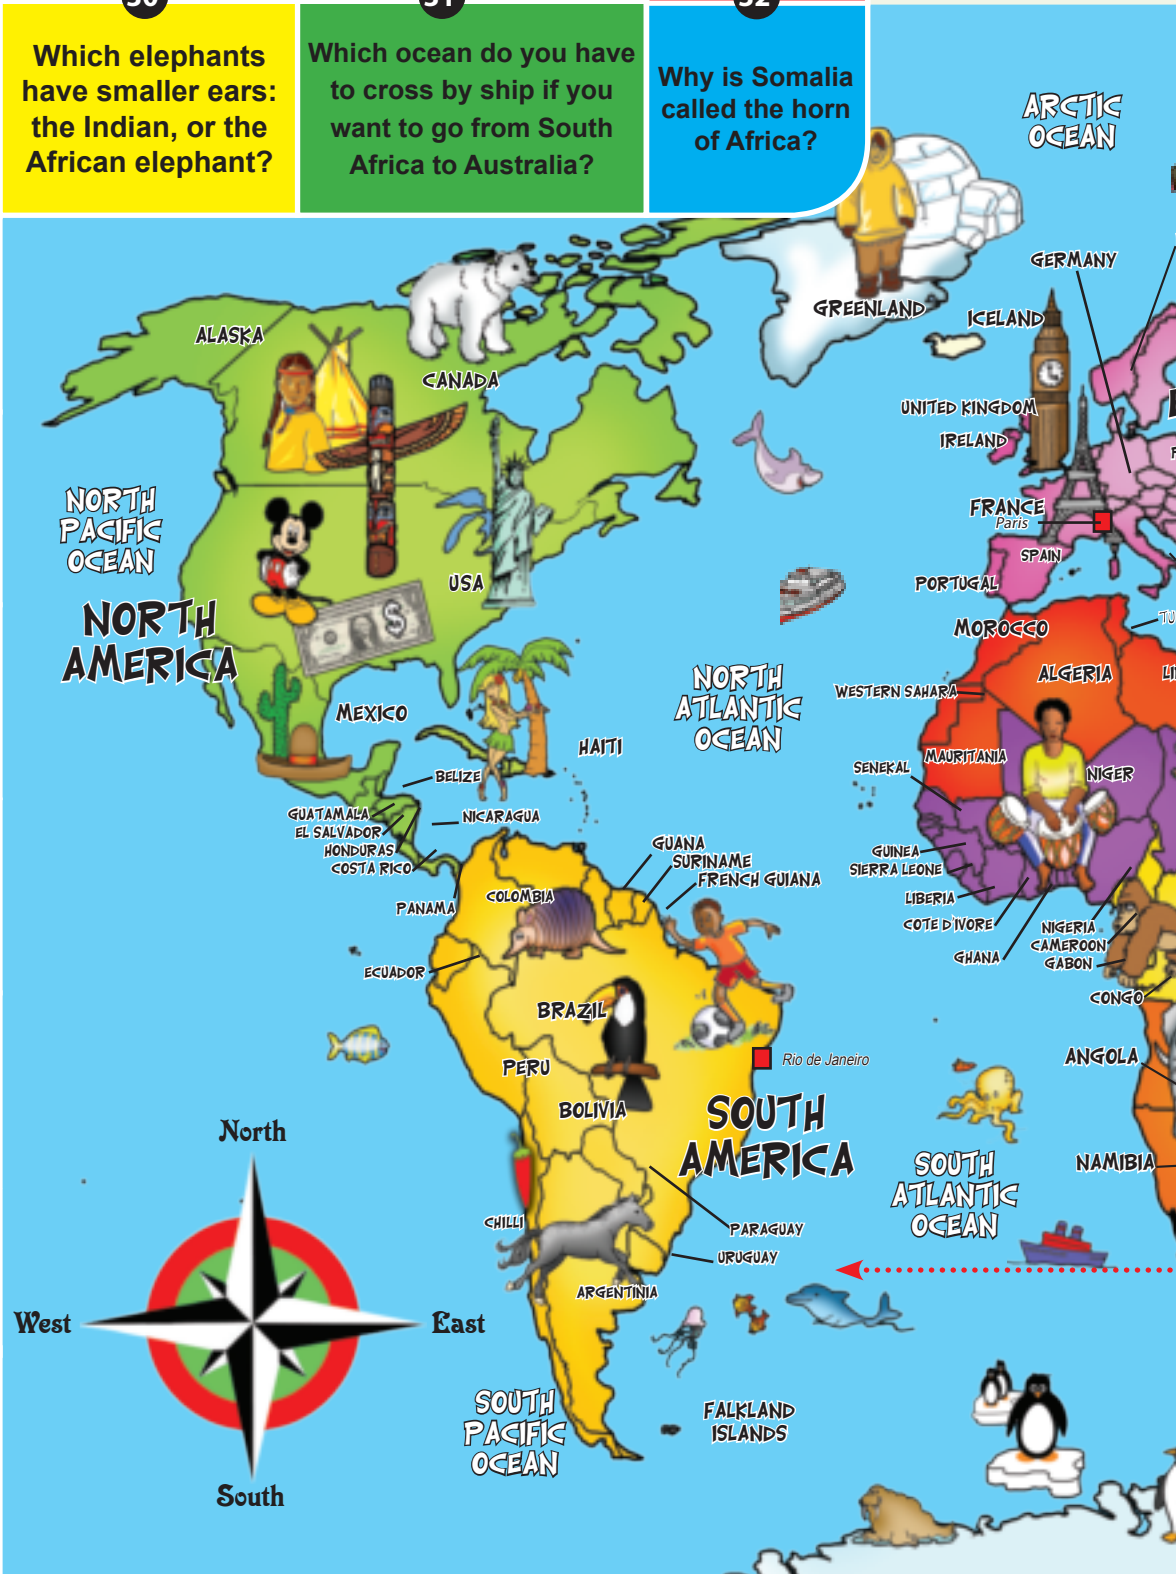 Which elephants
have smaller ears:
the Indian, or the
African elephant?
Which ocean do you have
to cross by ship if you
want to go from South
Africa to Australia?
Why is Somalia
called the horn
of Africa?
ARCTIC
OCEAN
GERMANY
GREENLAND
ICELAND
ALASKA
CANADA
UNITED KINGDOM
IRELAND
NORTH
PACIFIC
OCEAN
FRANCE
Paris
SPAIN
PORTUGAL
USA
NORTH
AMERICA
MOROCCO
ALGERIA
NORTH
ATLANTIC
OCEAN
WESTERN SAHARA
MEXICO
HAITI
MAURITANIA
SENEKAL
NIGER
BELIZE
GUATAMALA
NICARAGUA
EL SALVADOR
HONDURAS
COSTA RICO
GUANA
SURINAME
FRENCH GUIANA
GUINEA
SIERRA LEONE
LIBERIA
COTE D'IVORE
GHANA
NIGERIA
CAMEROON
GABON
CONGO
PANAMA
COLOMBIA
ECUADOR
BRAZIL
PERU
Rio de Janeiro
ANGOLA
BOLIVIA
SOUTH
AMERICA
North
SOUTH
ATLANTIC
OCEAN
NAMIBIA
CHILLI
PARAGUAY
URUGUAY
ARGENTINIA
West
East
SOUTH
PACIFIC
OCEAN
FALKLAND
ISLANDS
South